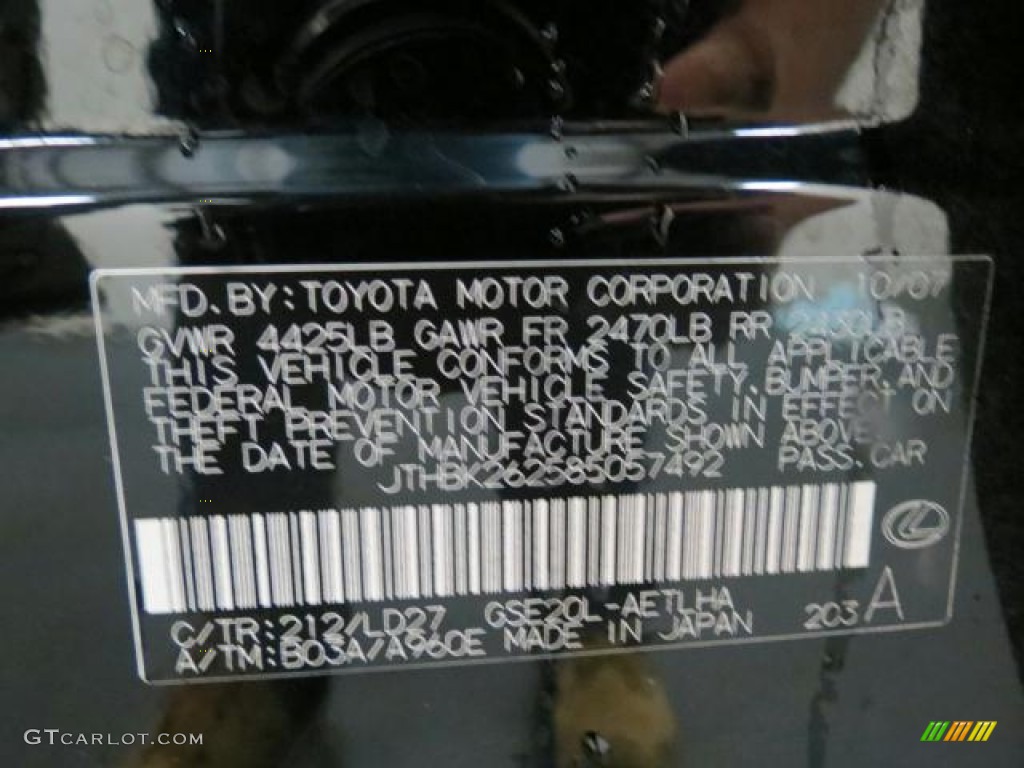 MFD. BY: TOYOTA MOTOR CORPORATION 10/07
GVWR 4425LB GAWR FR 2470LB RR 2430LB
THIS VEHICLE CONFORMS TO ALL APPLICABLE
FEDERAL MOTOR VEHICLE SAFETY, BUMPER, AND
THEFT PREVENTION STANDARDS IN EFFECT ON
THE DATE OF MANUFACTURE SHOWN ABOVE.
JTHBK262585057492 PASS. CAR
C/TR: 212/LD27 GSE20L-AETLHA 203 A
A/TM: B03A/A960E MADE IN JAPAN
GTCARLOT.COM